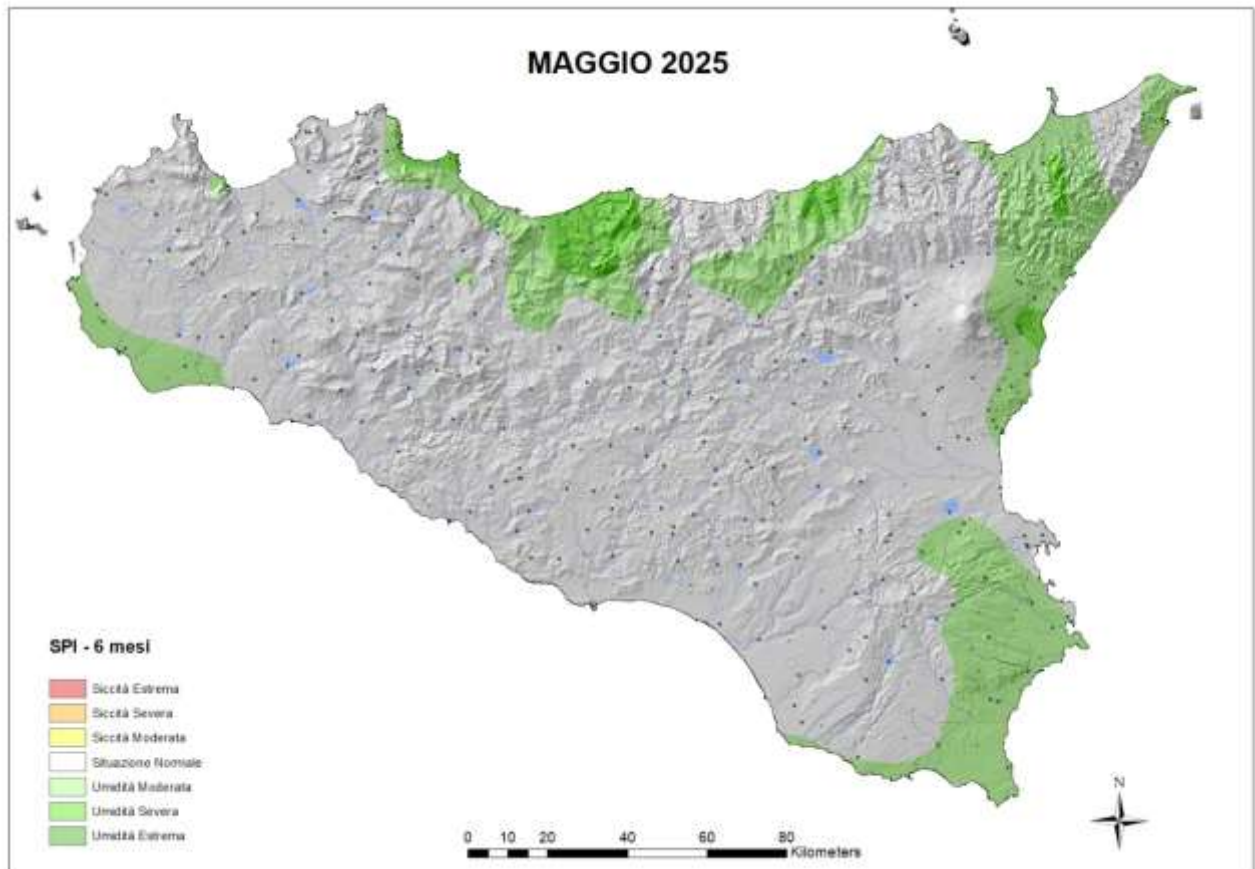 MAGGIO 2025
SPI - 6 mesi
Siccità Estrema
Siccità Severa
Siccità Moderata
Situazione Normale
Umidità Moderata
Umidità Severa
Umidità Estrema
0 10 20 40 60 80
Kilometers
N